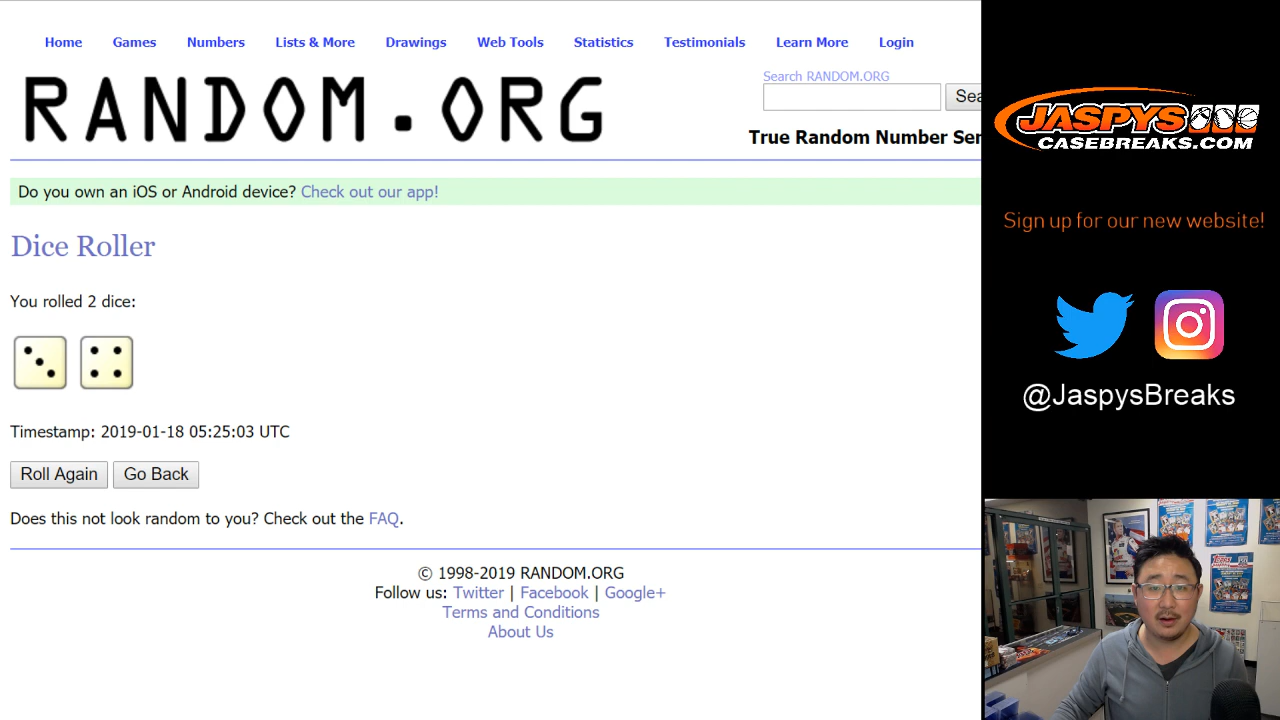 Home Games Numbers Lists & More Drawings Web Tools Statistics Testimonials Learn More Login
RANDOM.ORG
Search RANDOM.ORG
Sea
True Random Number Ser
Do you own an iOS or Android device? Check out our app!
Dice Roller
You rolled 2 dice:
Timestamp: 2019-01-18 05:25:03 UTC
Roll Again Go Back
Does this not look random to you? Check out the FAQ.
© 1998-2019 RANDOM.ORG
Follow us: Twitter | Facebook | Google+
Terms and Conditions
About Us
JASPYS
CASEBREAKS.COM
Sign up for our new website!
@JaspysBreaks